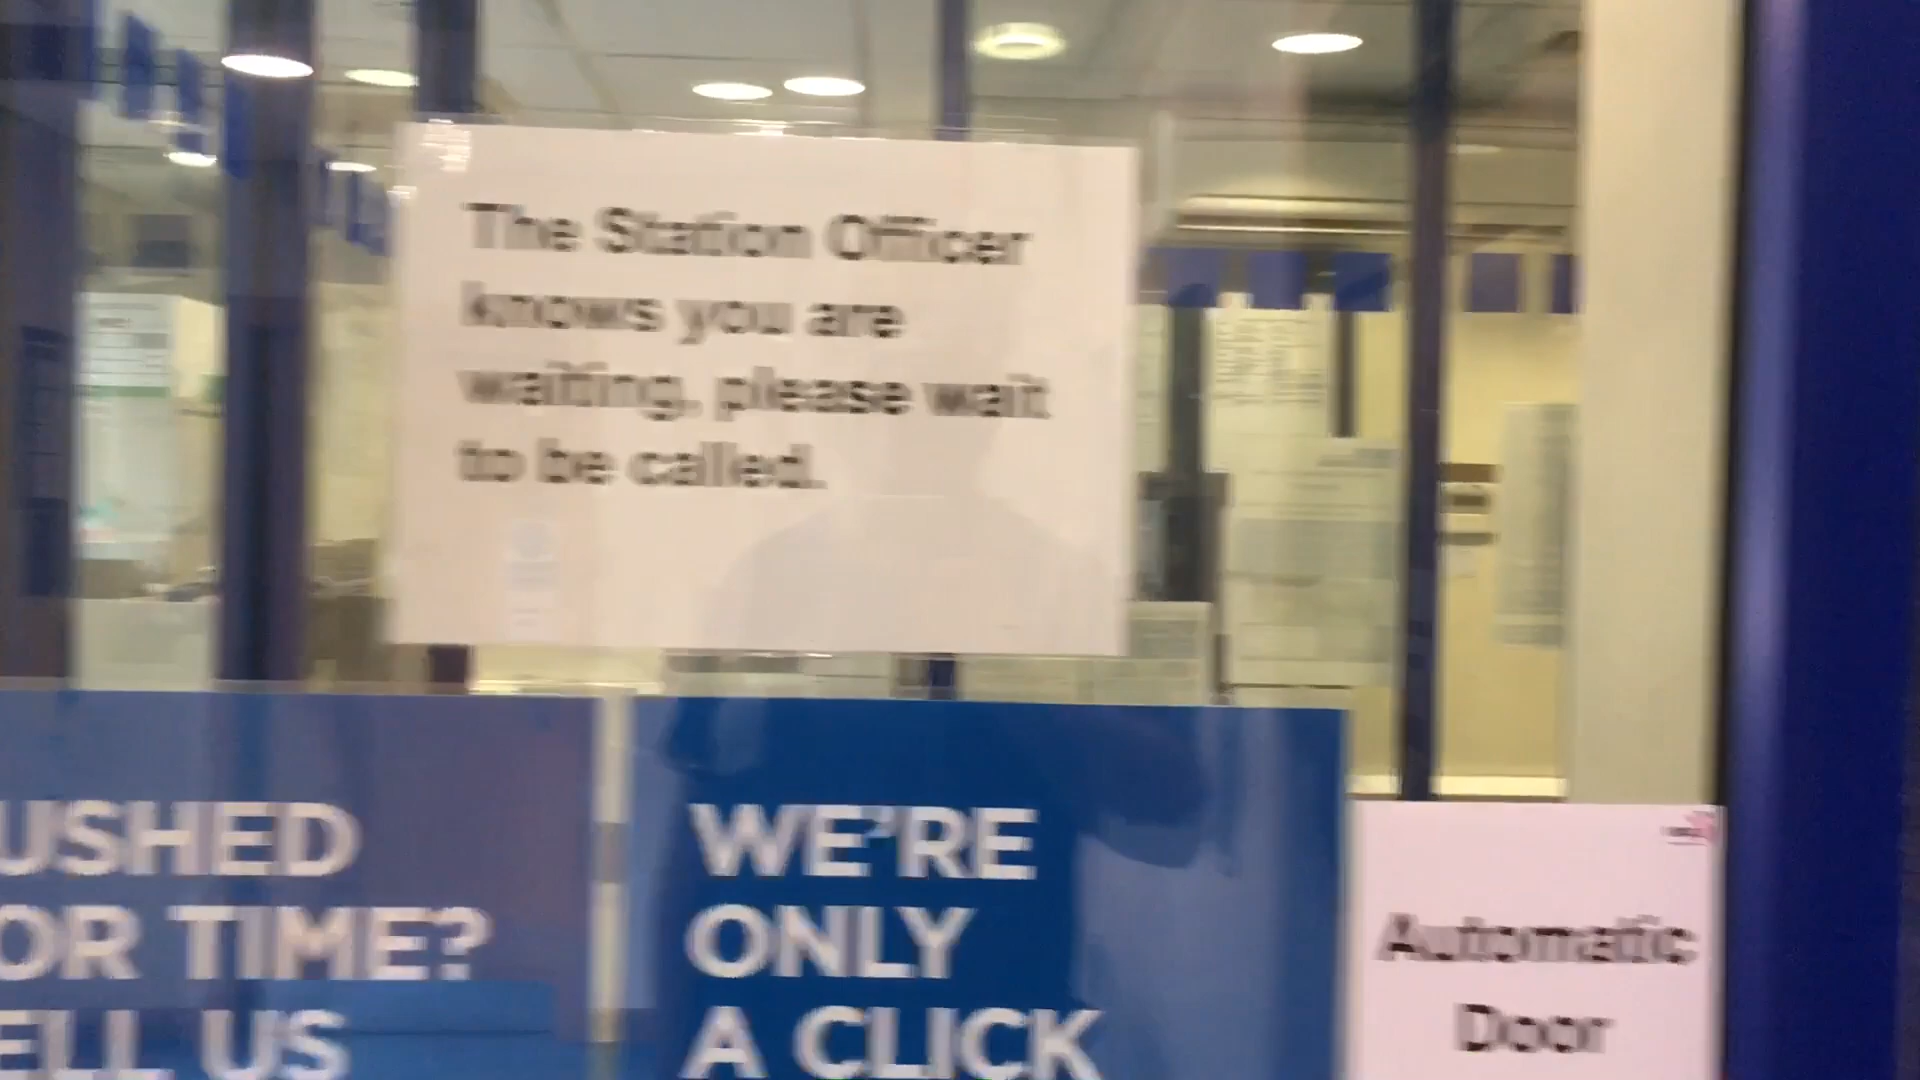 The Station Officer
knows you are
waiting, please wait
to be called.
USHED
OR TIME?
ELL US
WE'RE
ONLY
A CLICK
Automatic
Door